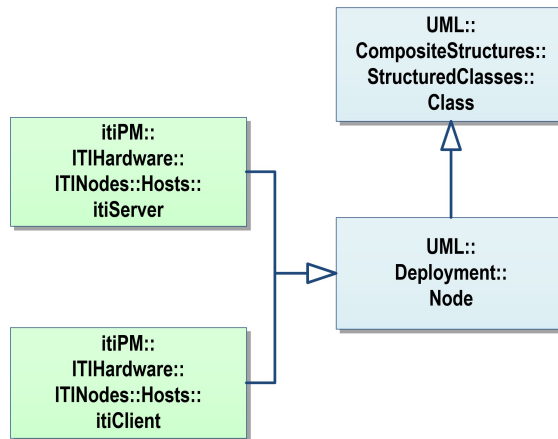 UML::
CompositeStructures::
StructuredClasses::
Class
itiPM::
ITIHardware::
ITINodes::Hosts::
itiServer
UML::
Deployment::
Node
itiPM::
ITIHardware::
ITINodes::Hosts::
itiClient